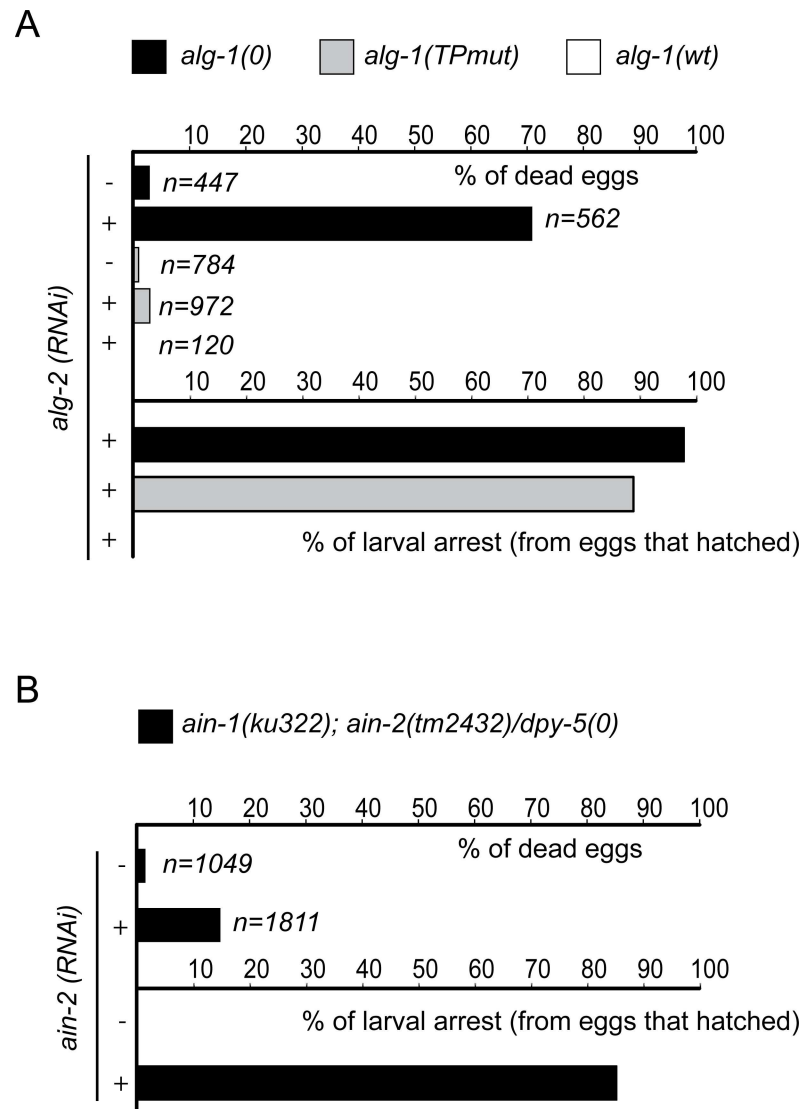 A
alg-1(0) alg-1(TPmut) alg-1(wt)
10 20 30 40 50 60 70 80 90 100
% of dead eggs
- n=447
+ n=562
- n=784
+ n=972
+ n=120
alg-2 (RNAi)
10 20 30 40 50 60 70 80 90 100
+
+
+ % of larval arrest (from eggs that hatched)
B
ain-1(ku322); ain-2(tm2432)/dpy-5(0)
10 20 30 40 50 60 70 80 90 100
% of dead eggs
- n=1049
+ n=1811
ain-2 (RNAi)
10 20 30 40 50 60 70 80 90 100
- % of larval arrest (from eggs that hatched)
+